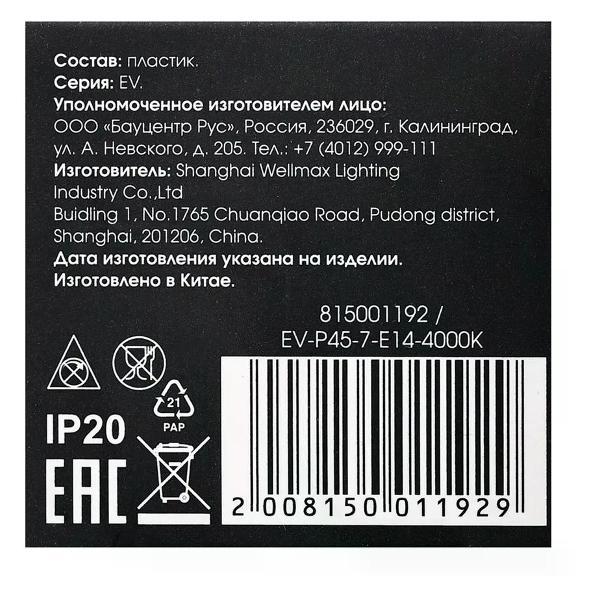 Состав: пластик.
Серия: EV.
Уполномоченное изготовителем лицо:
ООО «Бауцентр Рус», Россия, 236029, г. Калининград,
ул. А. Невского, д. 205. Тел.: +7 (4012) 999-111
Изготовитель: Shanghai Wellmax Lighting
Industry Co.,Ltd
Buidling 1, No.1765 Chuanqiao Road, Pudong district,
Shanghai, 201206, China.
Дата изготовления указана на изделии.
Изготовлено в Китае.
815001192 /
EV-P45-7-E14-4000K
21
PAP
IP20
EAC
2 008150 011929